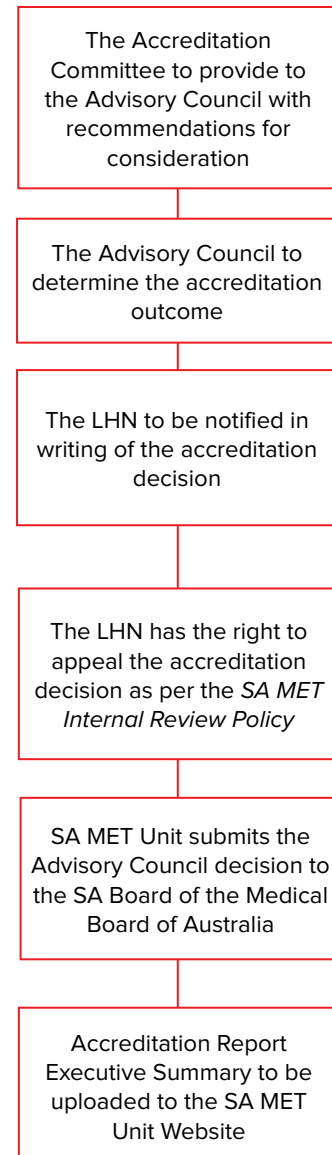 The Accreditation
Committee to provide to
the Advisory Council with
recommendations for
consideration
The Advisory Council to
determine the accreditation
outcome
The LHN to be notified in
writing of the accreditation
decision
The LHN has the right to
appeal the accreditation
decision as per the SA MET
Internal Review Policy
SA MET Unit submits the
Advisory Council decision to
the SA Board of the Medical
Board of Australia
Accreditation Report
Executive Summary to be
uploaded to the SA MET
Unit Website